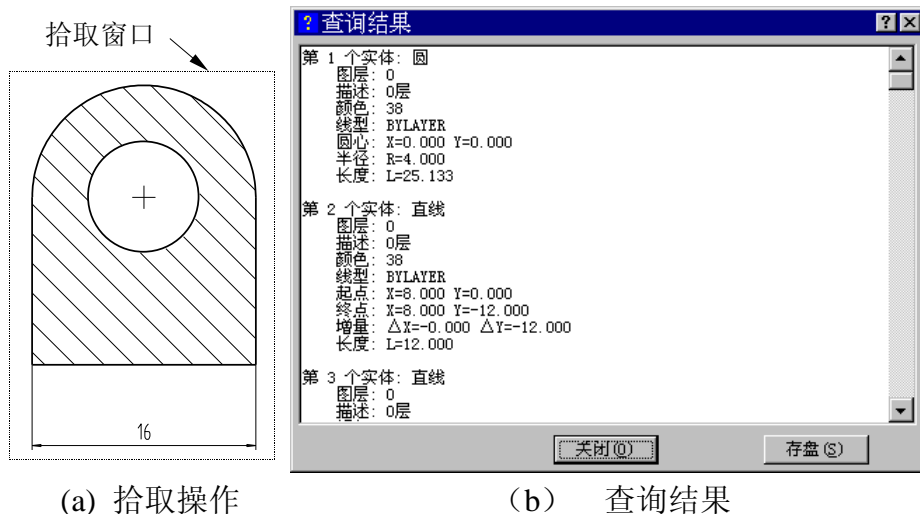 拾取窗口
16
(a) 拾取操作
? 查询结果
第 1 个实体: 圆
图层: 0
描述: 0层
颜色: 38
线型: BYLAYER
圆心: X=0.000 Y=0.000
半径: R=4.000
长度: L=25.133
第 2 个实体: 直线
图层: 0
描述: 0层
颜色: 38
线型: BYLAYER
起点: X=8.000 Y=0.000
终点: X=8.000 Y=-12.000
增量: △X=-0.000 △Y=-12.000
长度: L=12.000
第 3 个实体: 直线
图层: 0
描述: 0层
关闭(O) 存盘(S)
（b） 查询结果